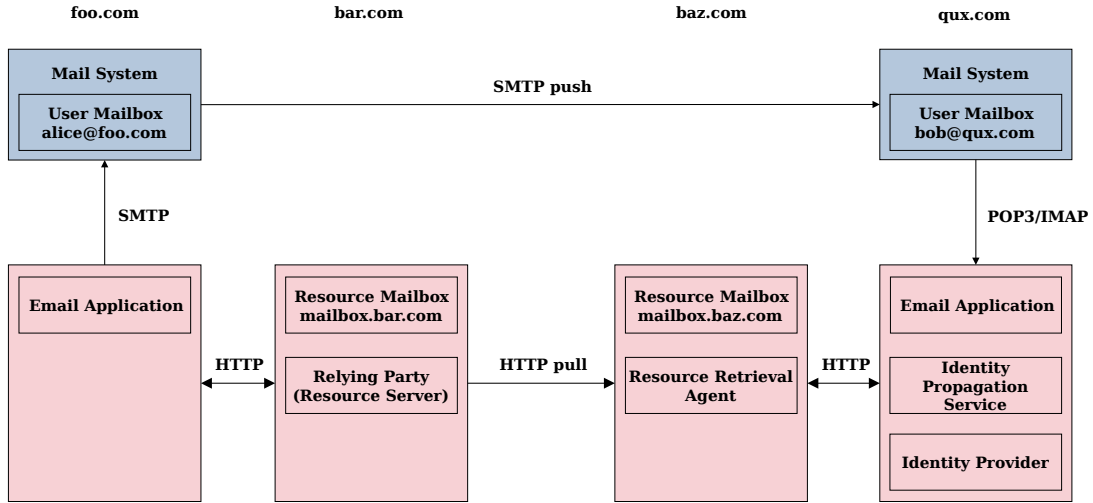 foo.com
bar.com
baz.com
qux.com
Mail System
User Mailbox
alice@foo.com
SMTP push
Mail System
User Mailbox
bob@qux.com
SMTP
POP3/IMAP
Email Application
Resource Mailbox
mailbox.bar.com
Resource Mailbox
mailbox.baz.com
Email Application
HTTP
Relying Party
(Resource Server)
HTTP pull
Resource Retrieval
Agent
HTTP
Identity
Propagation
Service
Identity Provider